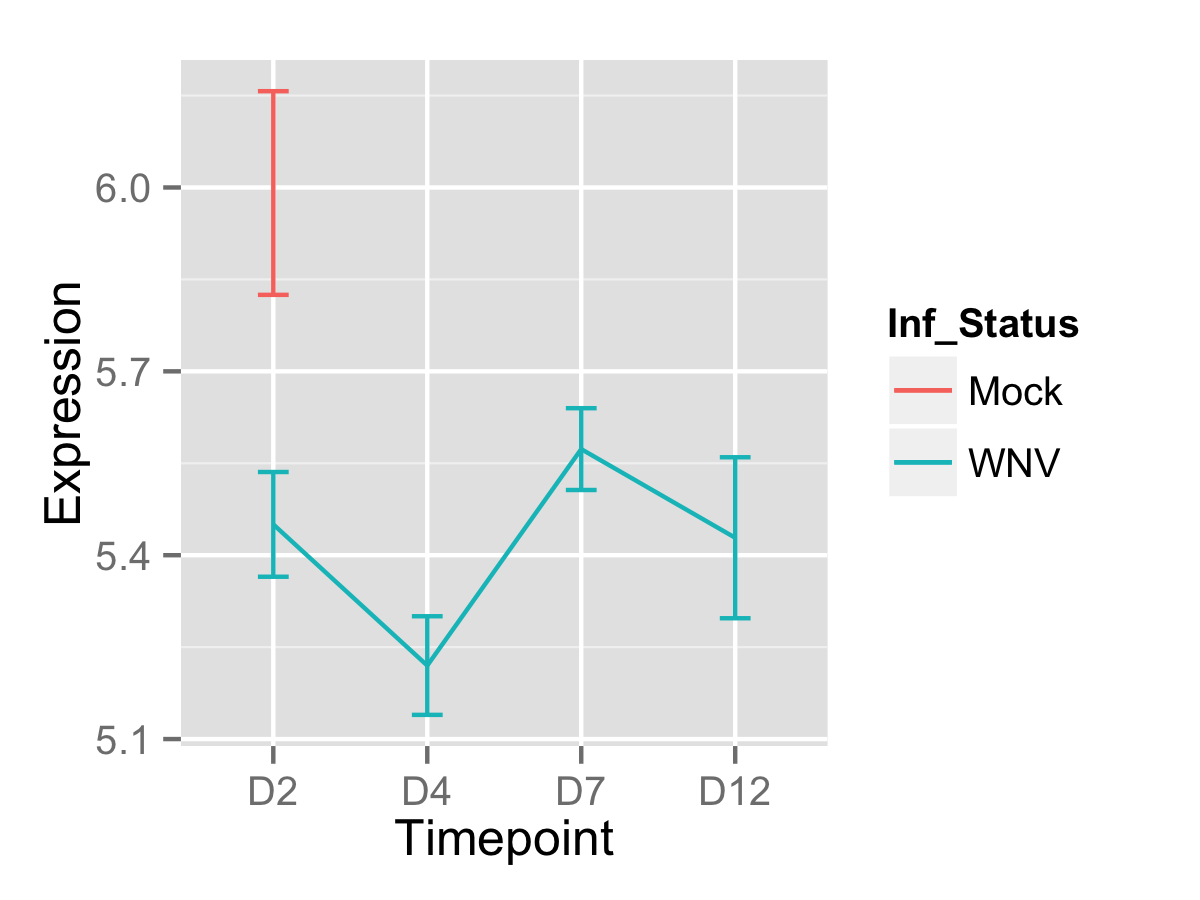 Expression
6.0
5.7
5.4
5.1
D2 D4 D7 D12
Timepoint
Inf_Status
Mock
WNV